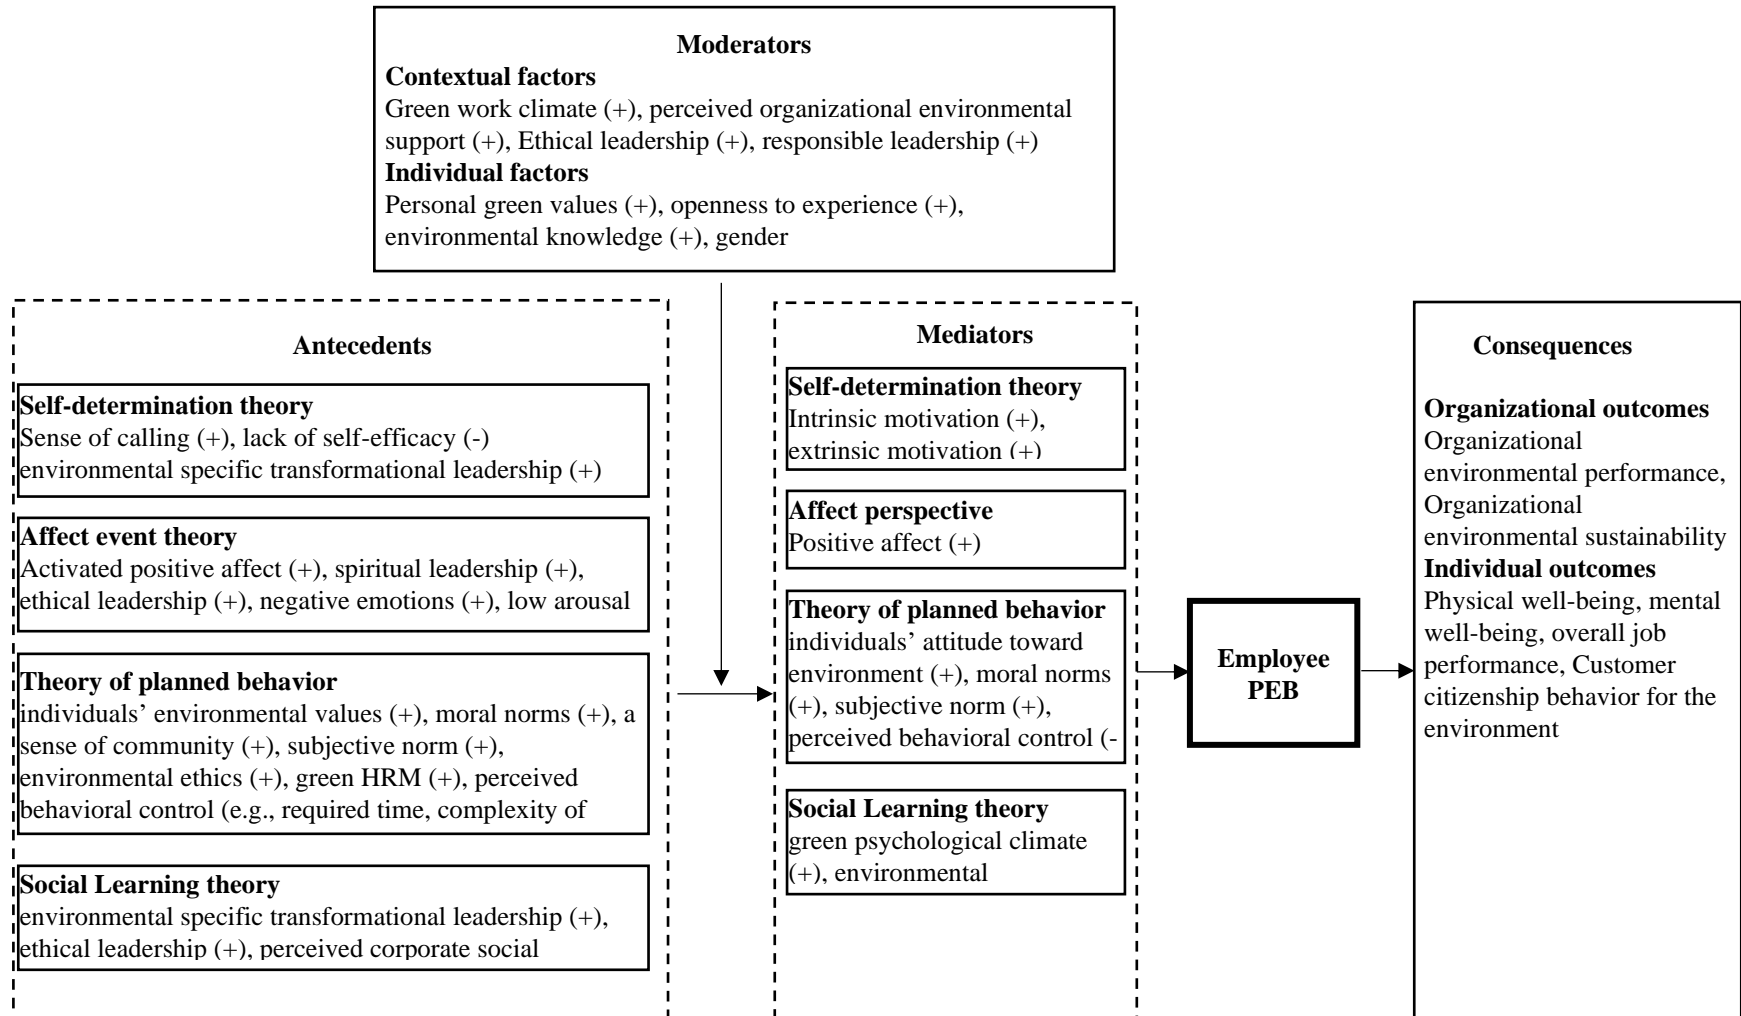 Moderators
Contextual factors
Green work climate (+), perceived organizational environmental
support (+), Ethical leadership (+), responsible leadership (+)
Individual factors
Personal green values (+), openness to experience (+),
environmental knowledge (+), gender
Antecedents
Self-determination theory
Sense of calling (+), lack of self-efficacy (-)
environmental specific transformational leadership (+)
Affect event theory
Activated positive affect (+), spiritual leadership (+),
ethical leadership (+), negative emotions (+), low arousal
Theory of planned behavior
individuals’ environmental values (+), moral norms (+), a
sense of community (+), subjective norm (+),
environmental ethics (+), green HRM (+), perceived
behavioral control (e.g., required time, complexity of
Social Learning theory
environmental specific transformational leadership (+),
ethical leadership (+), perceived corporate social
Mediators
Self-determination theory
Intrinsic motivation (+),
extrinsic motivation (+)
Affect perspective
Positive affect (+)
Theory of planned behavior
individuals’ attitude toward
environment (+), moral norms
(+), subjective norm (+),
perceived behavioral control (-
Social Learning theory
green psychological climate
(+), environmental
Employee
PEB
Consequences
Organizational outcomes
Organizational
environmental performance,
Organizational
environmental sustainability
Individual outcomes
Physical well-being, mental
well-being, overall job
performance, Customer
citizenship behavior for the
environment